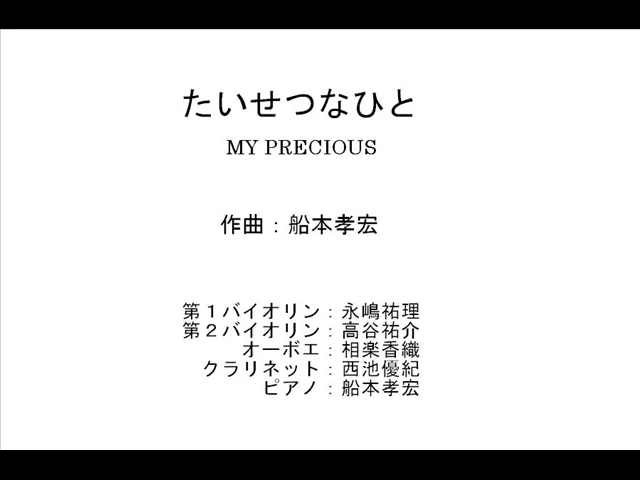 たいせつなひと
MY PRECIOUS
作曲：船本孝宏
第１バイオリン：永嶋祐理
第２バイオリン：高谷祐介
オーボエ：相楽香織
クラリネット：西池優紀
ピアノ：船本孝宏